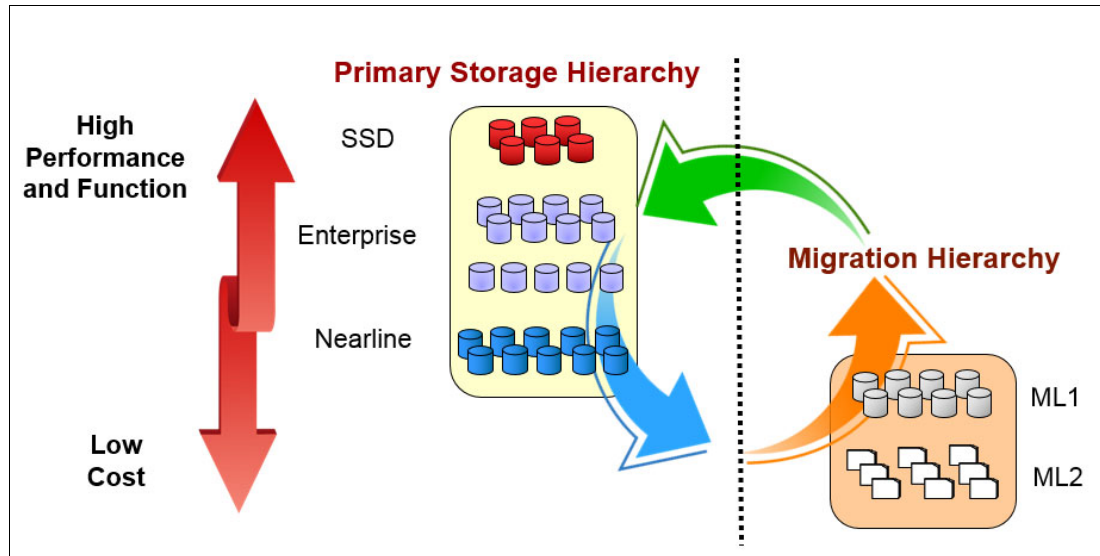 Primary Storage Hierarchy
High
Performance
and Function
SSD
Enterprise
Nearline
Low
Cost
Migration Hierarchy
ML1
ML2